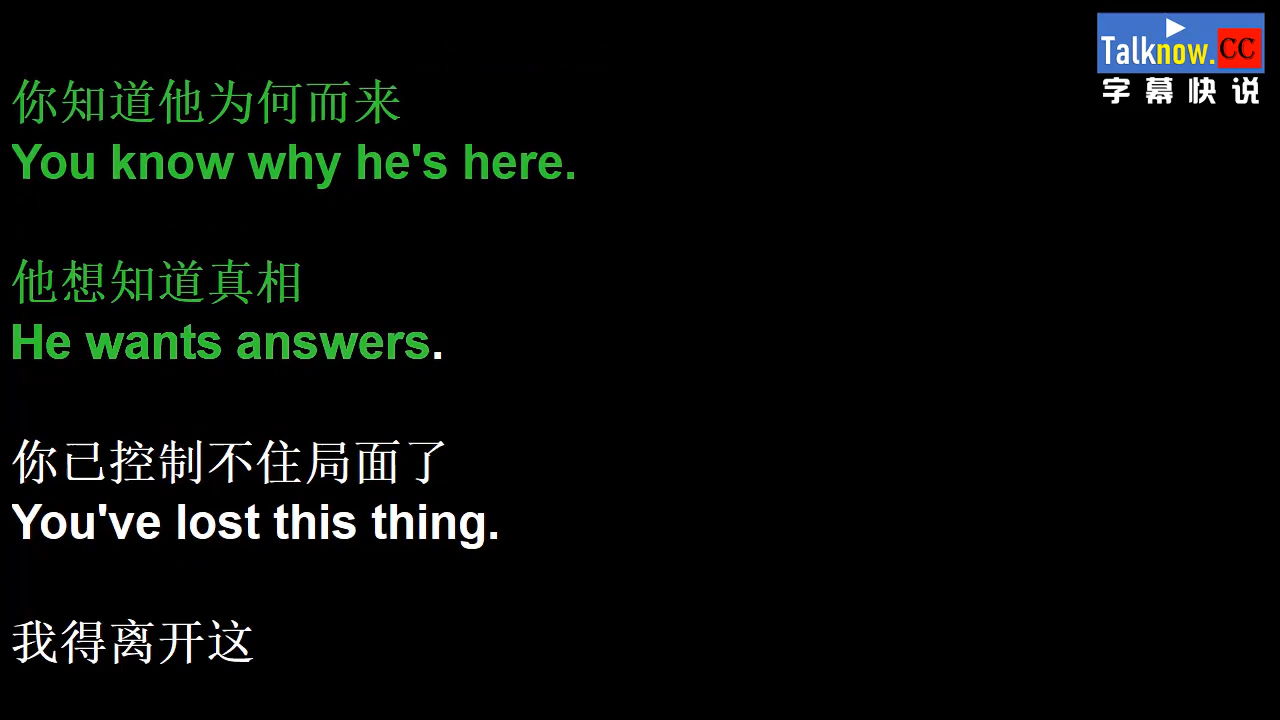 Talknow.CC
字幕快说
你知道他为何而来
You know why he's here.
他想知道真相
He wants answers.
你已控制不住局面了
You've lost this thing.
我得离开这